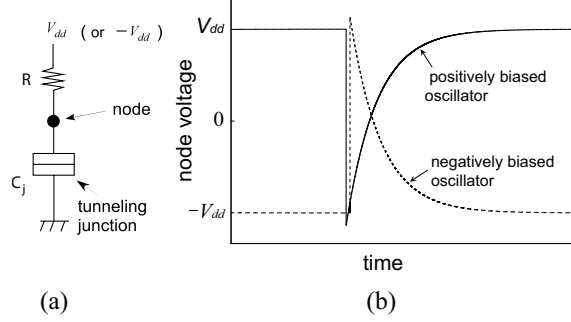 V_dd ( or −V_dd )
R
node
C_j
tunneling
junction
(a)
node voltage
V_dd
0
−V_dd
positively biased
oscillator
negatively biased
oscillator
time
(b)